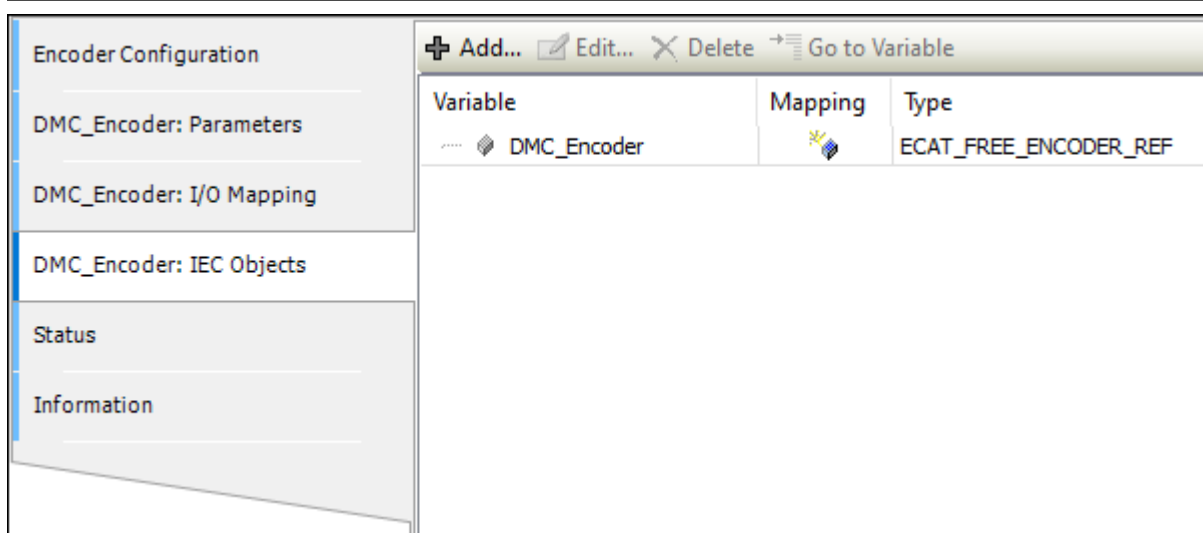 Encoder Configuration
DMC_Encoder: Parameters
DMC_Encoder: I/O Mapping
DMC_Encoder: IEC Objects
Status
Information
Add... Edit... Delete Go to Variable
Variable Mapping Type
DMC_Encoder ECAT_FREE_ENCODER_REF